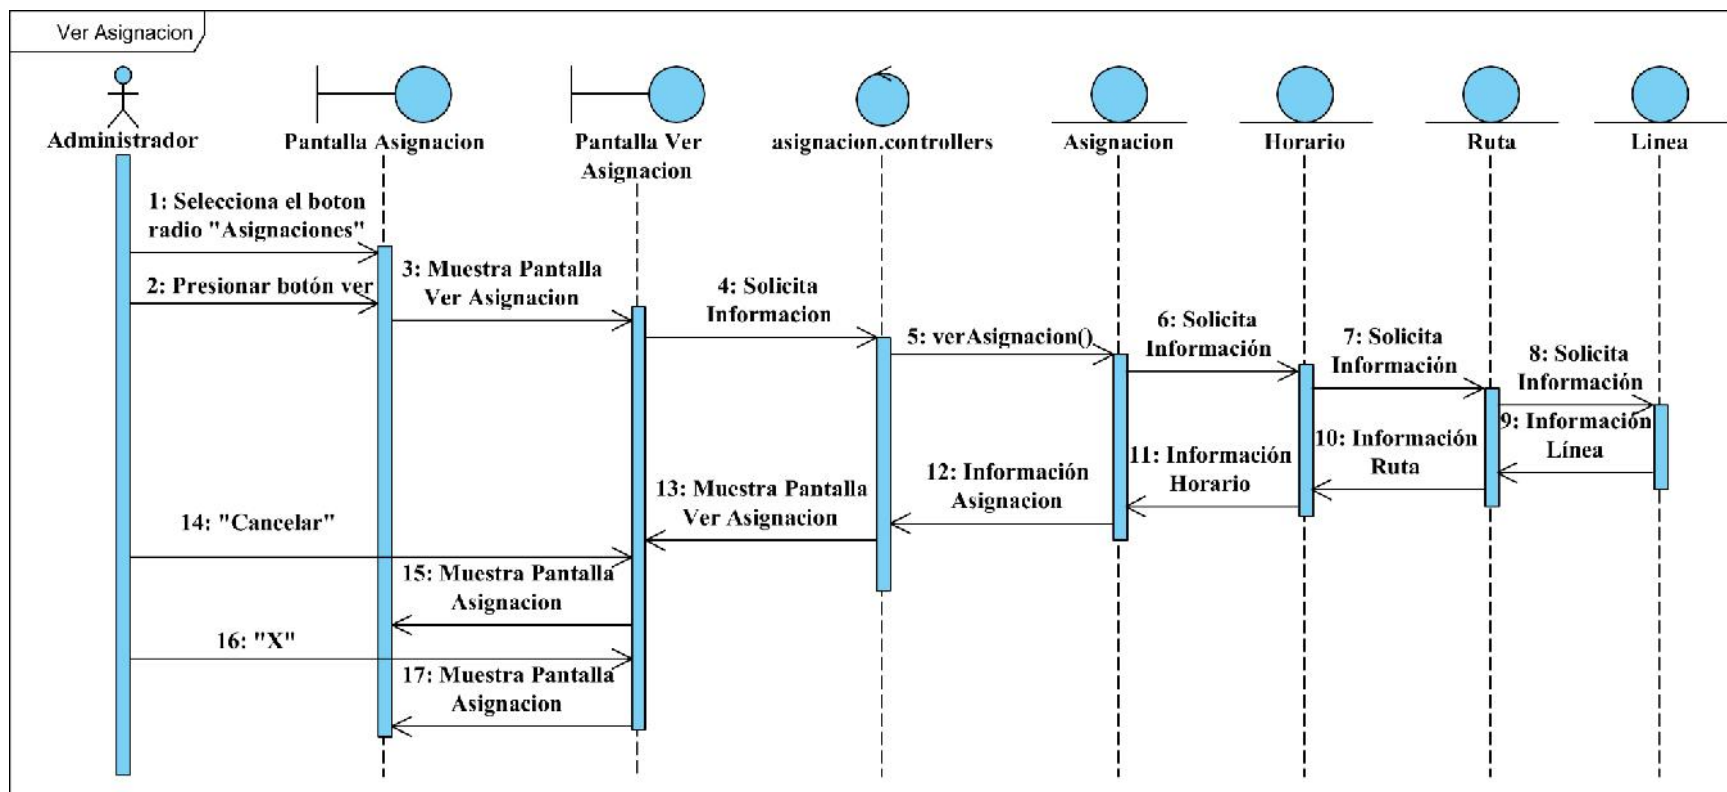 Ver Asignacion
Administrador
Pantalla Asignacion
Pantalla Ver
Asignacion
asignacion.controllers
Asignacion
Horario
Ruta
Linea
1: Selecciona el boton
radio "Asignaciones"
2: Presionar botón ver
3: Muestra Pantalla
Ver Asignacion
4: Solicita
Informacion
5: verAsignacion()
6: Solicita
Información
7: Solicita
Información
8: Solicita
Información
9: Información
Línea
10: Información
Ruta
11: Información
Horario
12: Información
Asignacion
13: Muestra Pantalla
Ver Asignacion
14: "Cancelar"
15: Muestra Pantalla
Asignacion
16: "X"
17: Muestra Pantalla
Asignacion